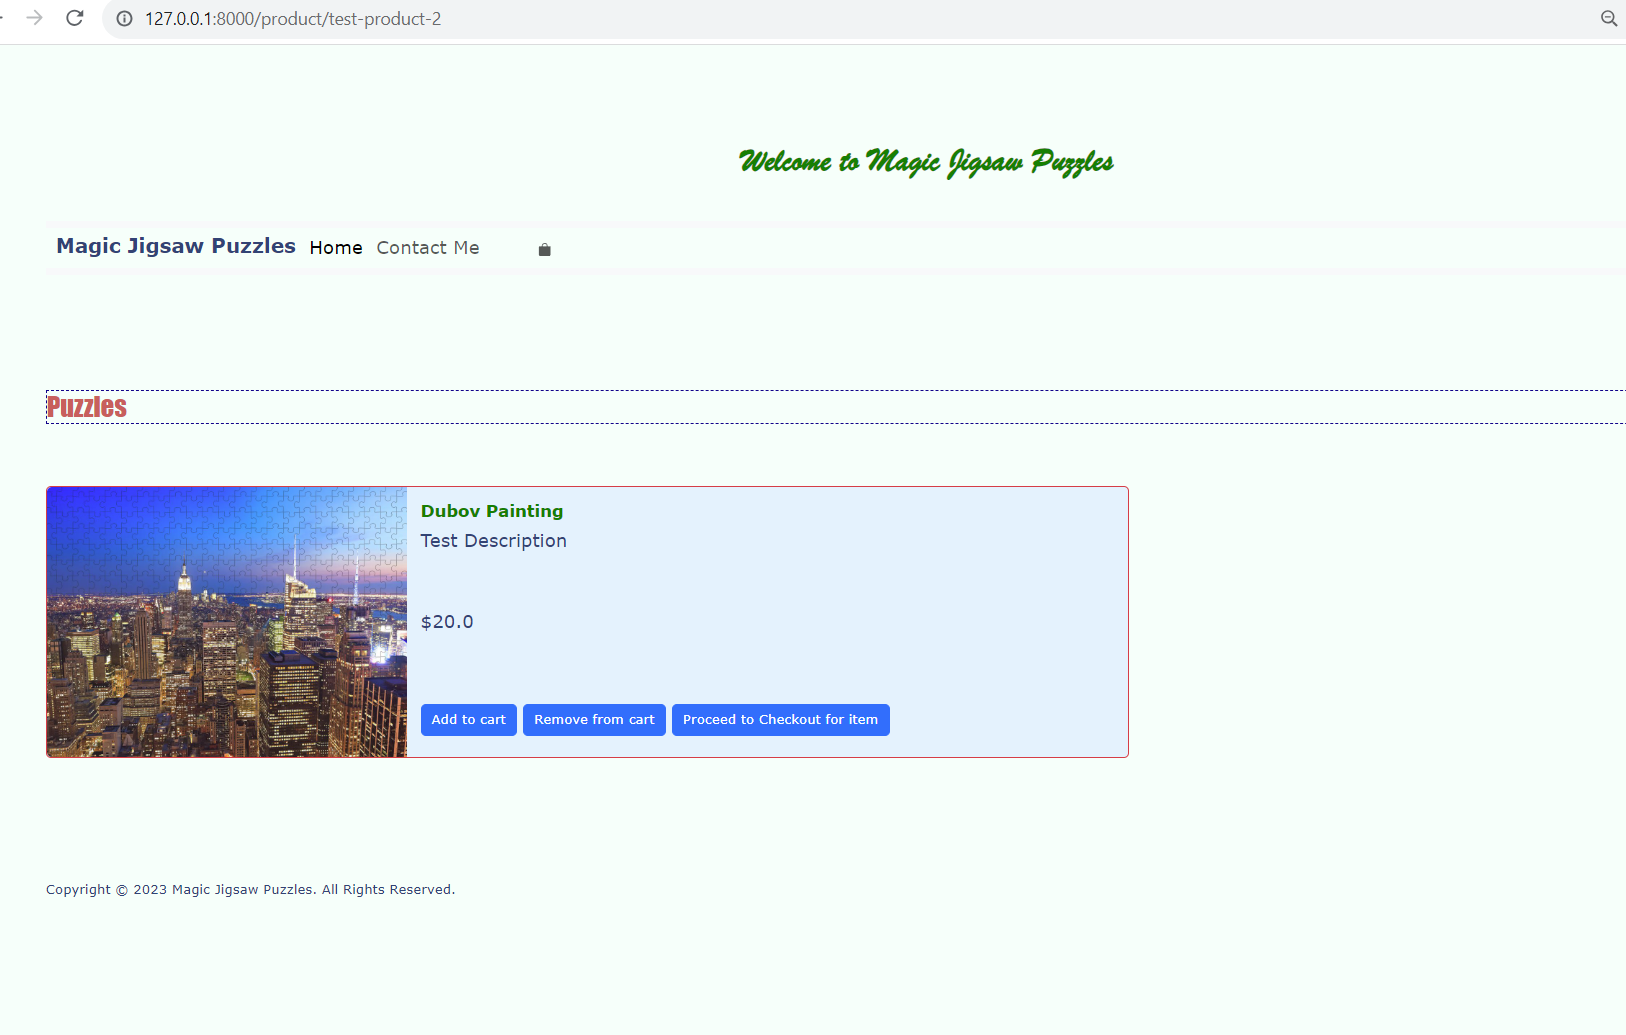 127.0.0.1:8000/product/test-product-2
Welcome to Magic Jigsaw Puzzles
Magic Jigsaw Puzzles Home Contact Me
Puzzles
Dubov Painting
Test Description
$20.0
Add to cart Remove from cart Proceed to Checkout for item
Copyright © 2023 Magic Jigsaw Puzzles. All Rights Reserved.